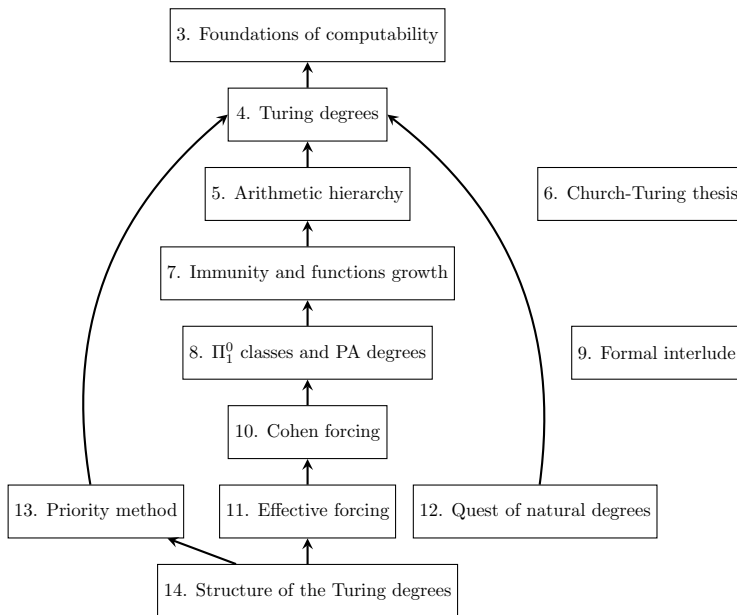 3. Foundations of computability
4. Turing degrees
5. Arithmetic hierarchy
6. Church-Turing thesis
7. Immunity and functions growth
8. Π⁰₁ classes and PA degrees
9. Formal interlude
10. Cohen forcing
13. Priority method
11. Effective forcing
12. Quest of natural degrees
14. Structure of the Turing degrees